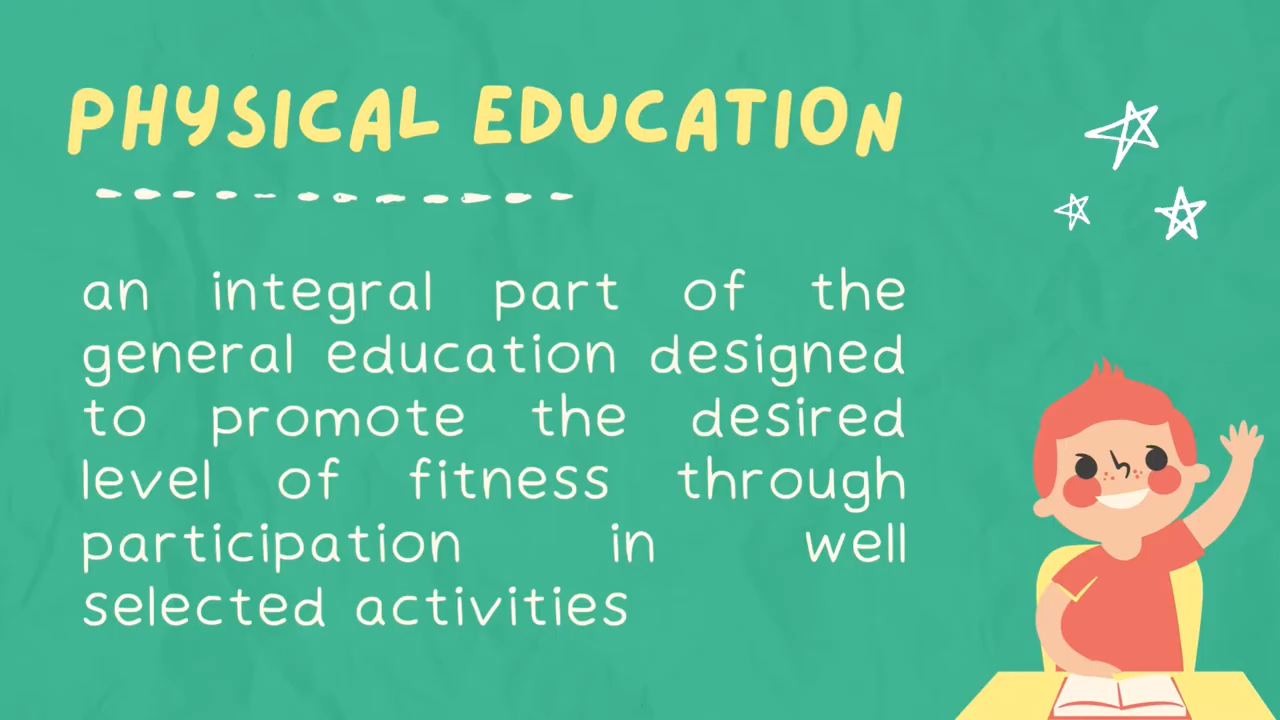 PHYSICAL EDUCATION
an integral part of the
general education designed
to promote the desired
level of fitness through
participation in well
selected activities